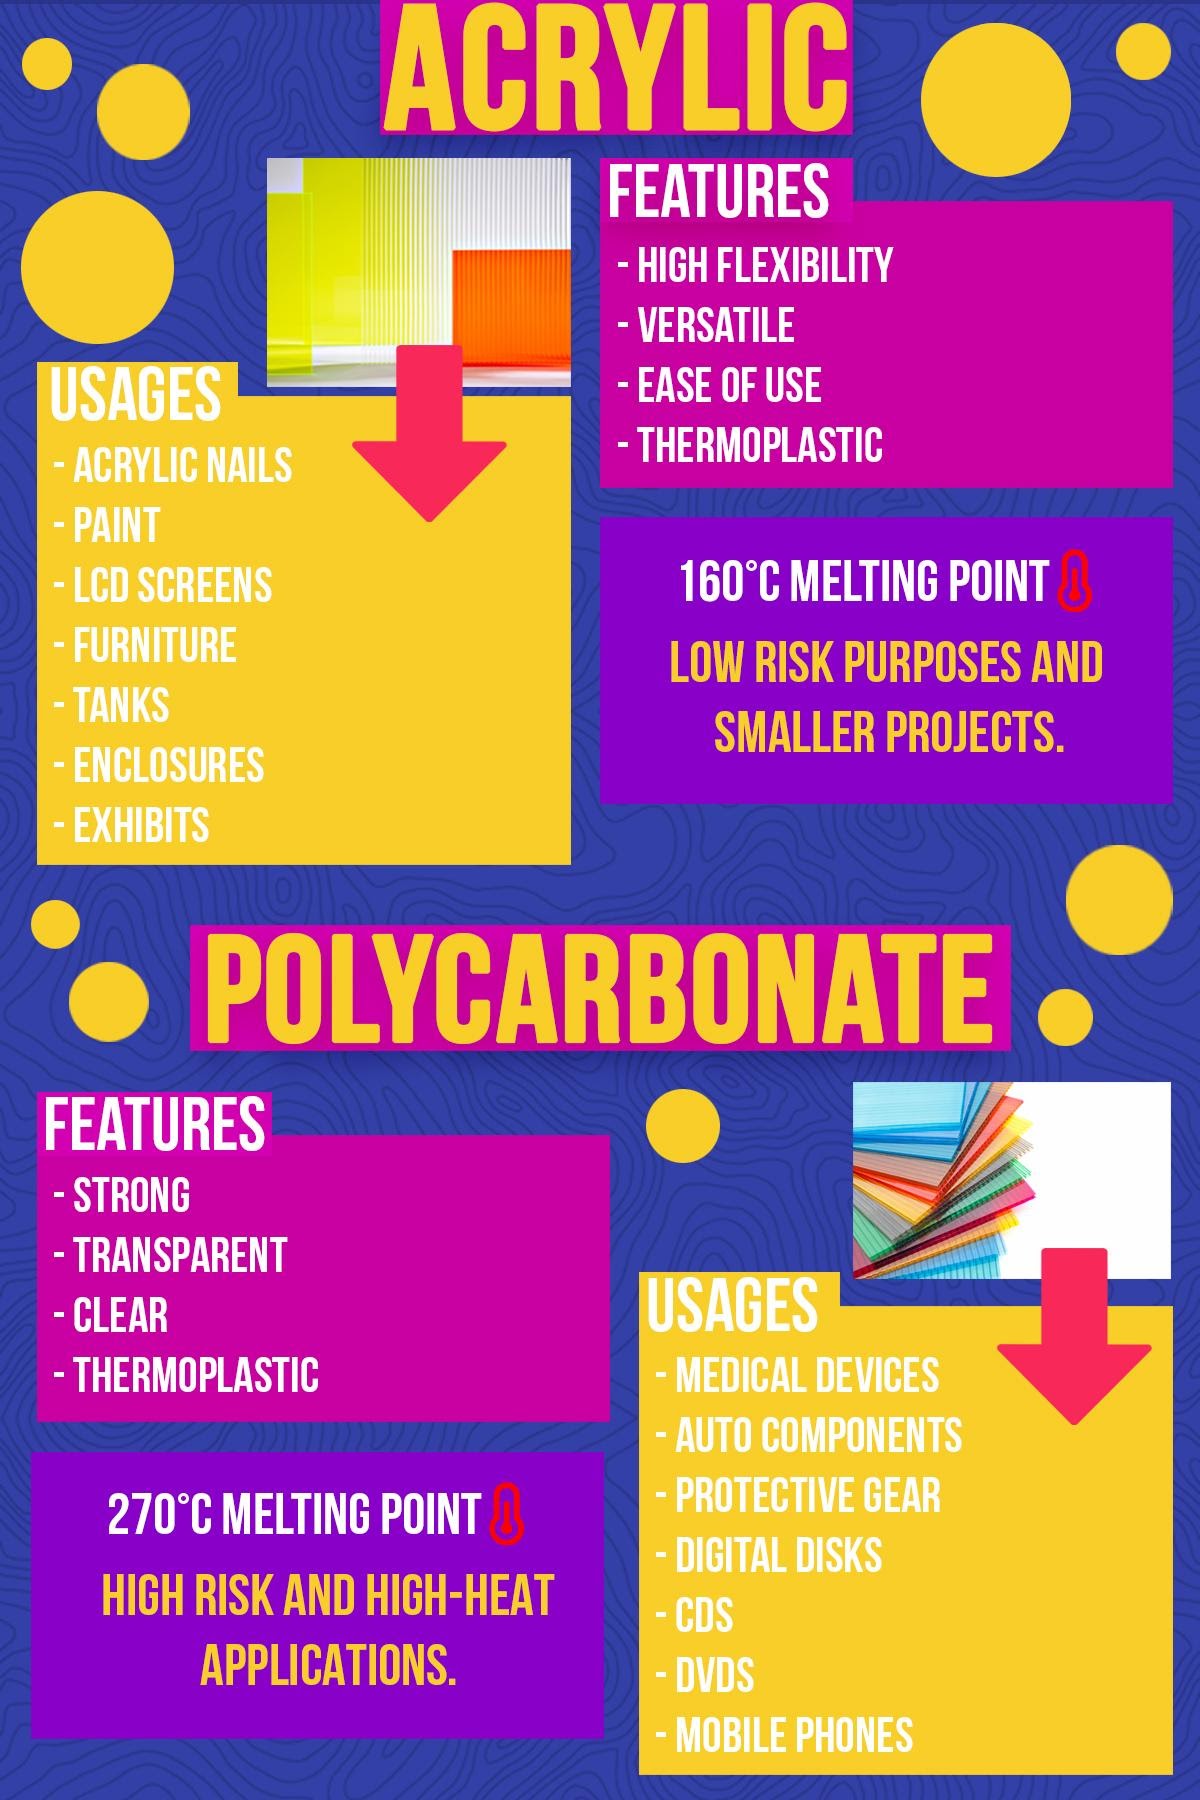 ACRYLIC
FEATURES
- HIGH FLEXIBILITY
- VERSATILE
- EASE OF USE
- THERMOPLASTIC
USAGES
- ACRYLIC NAILS
- PAINT
- LCD SCREENS
- FURNITURE
- TANKS
- ENCLOSURES
- EXHIBITS
160°C MELTING POINT
LOW RISK PURPOSES AND
SMALLER PROJECTS.
POLYCARBONATE
FEATURES
- STRONG
- TRANSPARENT
- CLEAR
- THERMOPLASTIC
270°C MELTING POINT
HIGH RISK AND HIGH-HEAT
APPLICATIONS.
USAGES
- MEDICAL DEVICES
- AUTO COMPONENTS
- PROTECTIVE GEAR
- DIGITAL DISKS
- CDS
- DVDS
- MOBILE PHONES